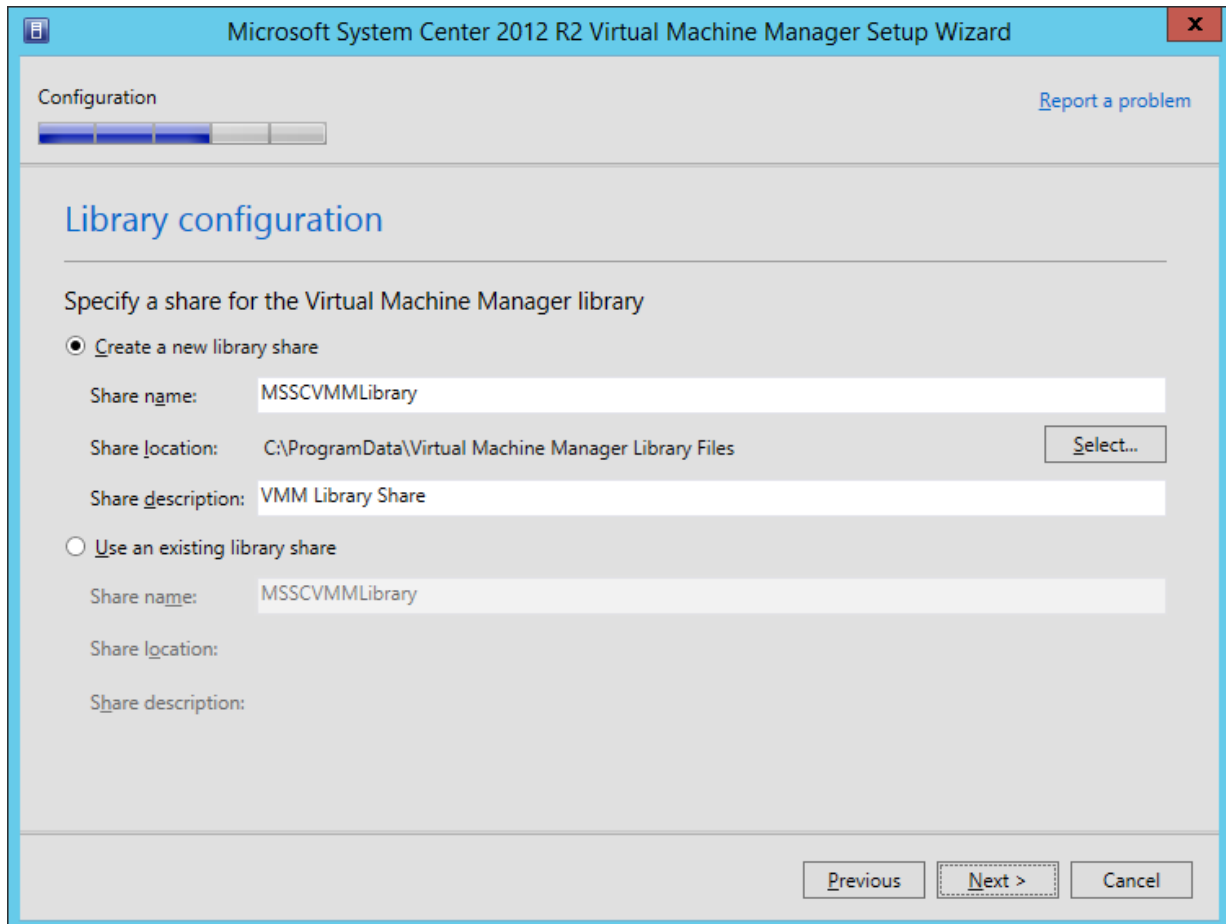 Microsoft System Center 2012 R2 Virtual Machine Manager Setup Wizard
x
Configuration
Report a problem
Library configuration
Specify a share for the Virtual Machine Manager library
Create a new library share
Share name: MSSCVMMLibrary
Share location: C:\ProgramData\Virtual Machine Manager Library Files Select...
Share description: VMM Library Share
Use an existing library share
Share name: MSSCVMMLibrary
Share location:
Share description:
Previous Next > Cancel